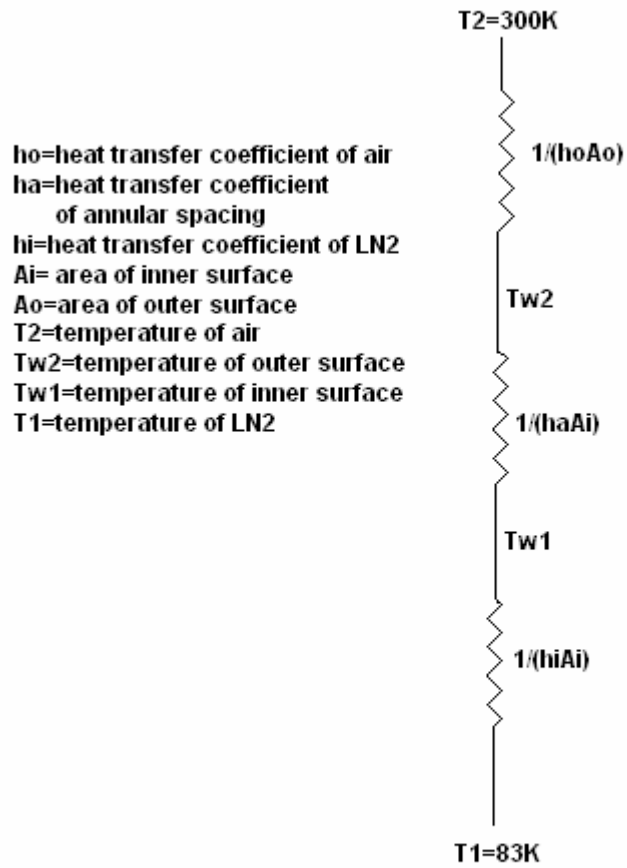 T2=300K
1/(hoAo)
ho=heat transfer coefficient of air
ha=heat transfer coefficient
of annular spacing
hi=heat transfer coefficient of LN2
Ai= area of inner surface
Ao=area of outer surface
T2=temperature of air
Tw2=temperature of outer surface
Tw1=temperature of inner surface
T1=temperature of LN2
Tw2
1/(haAi)
Tw1
1/(hiAi)
T1=83K